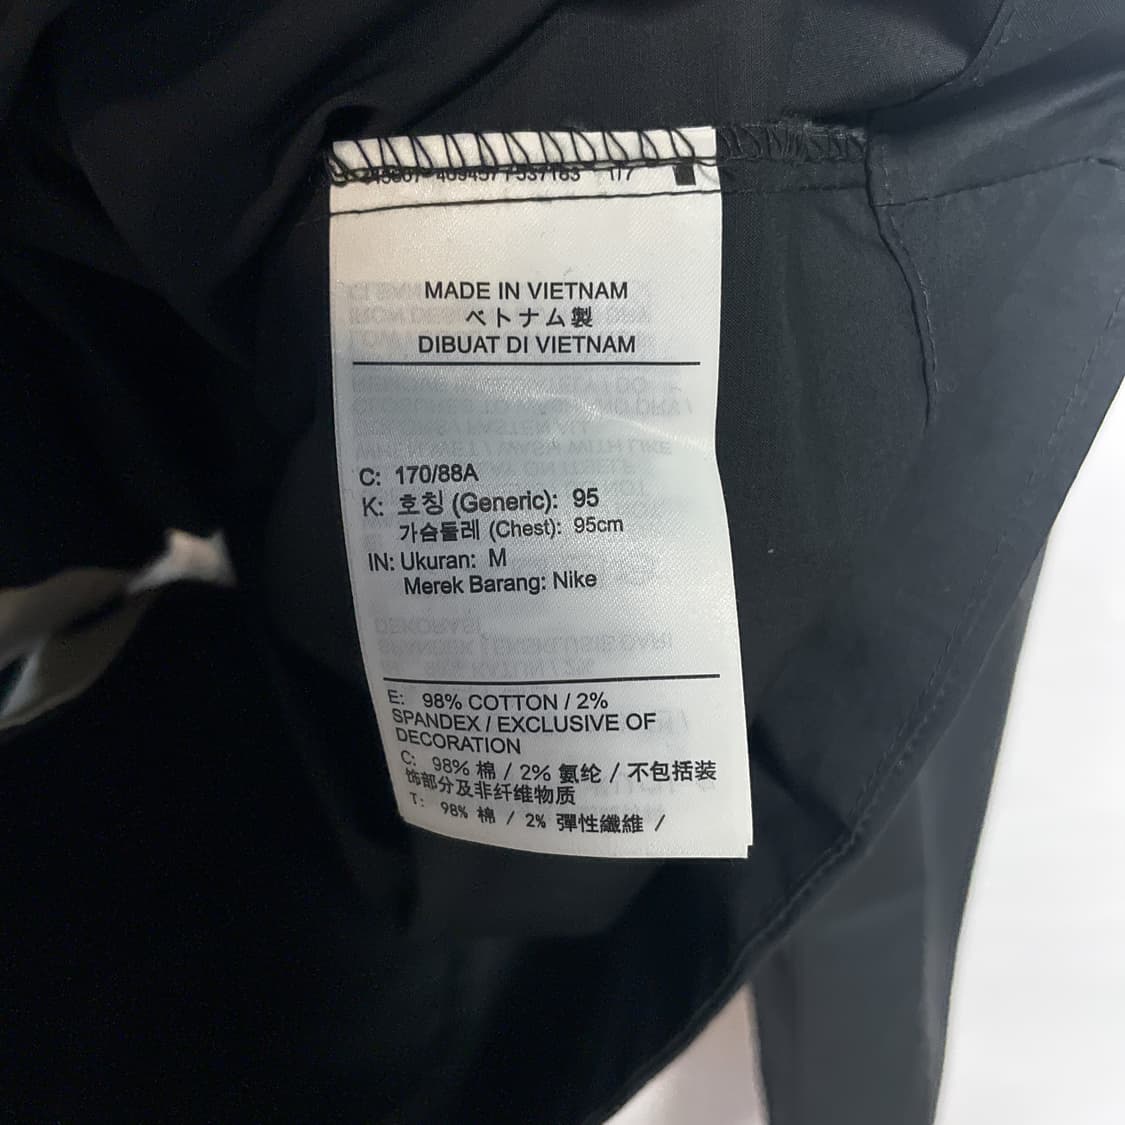 1/7
MADE IN VIETNAM
ベトナム製
DIBUAT DI VIETNAM
C: 170/88A
K: 호칭 (Generic): 95
가슴둘레 (Chest): 95cm
IN: Ukuran: M
Merek Barang: Nike
E: 98% COTTON / 2%
SPANDEX / EXCLUSIVE OF
DECORATION
C: 98% 棉 / 2% 氨纶 / 不包括装
饰部分及非纤维物质
T: 98% 棉 / 2% 彈性纖維 /